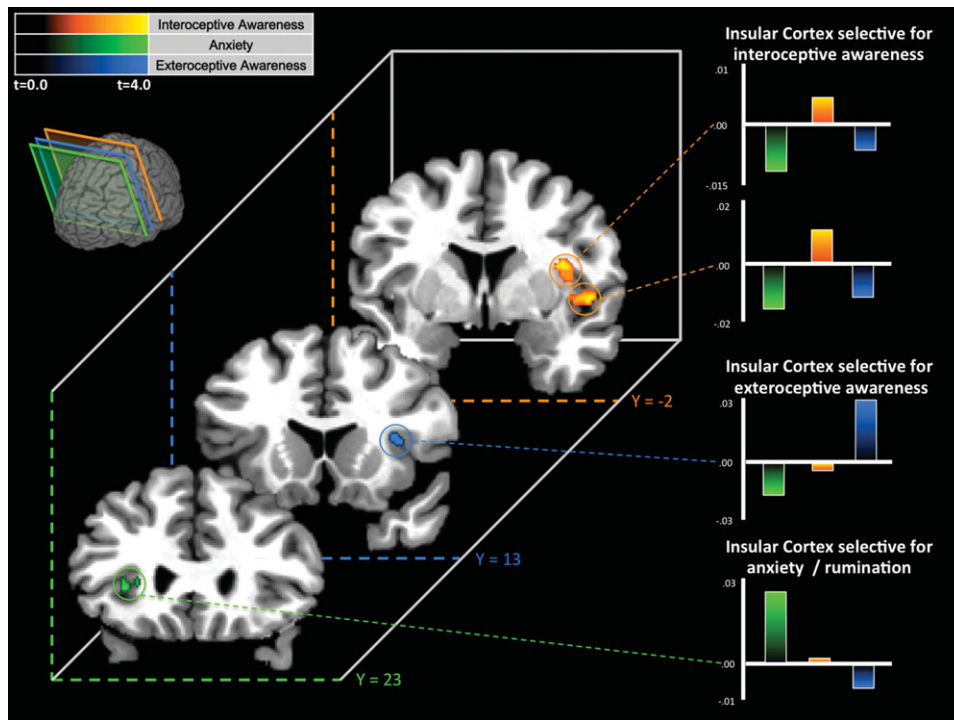 Interoceptive Awareness
Anxiety
Exteroceptive Awareness
t=0.0 t=4.0
Insular Cortex selective for
interoceptive awareness
.01
.00
-.015
.02
.00
-.02
Y = -2
Insular Cortex selective for
exteroceptive awareness
.03
.00
-.03
Y = 13
Insular Cortex selective for
anxiety / rumination
.03
.00
-.01
Y = 23